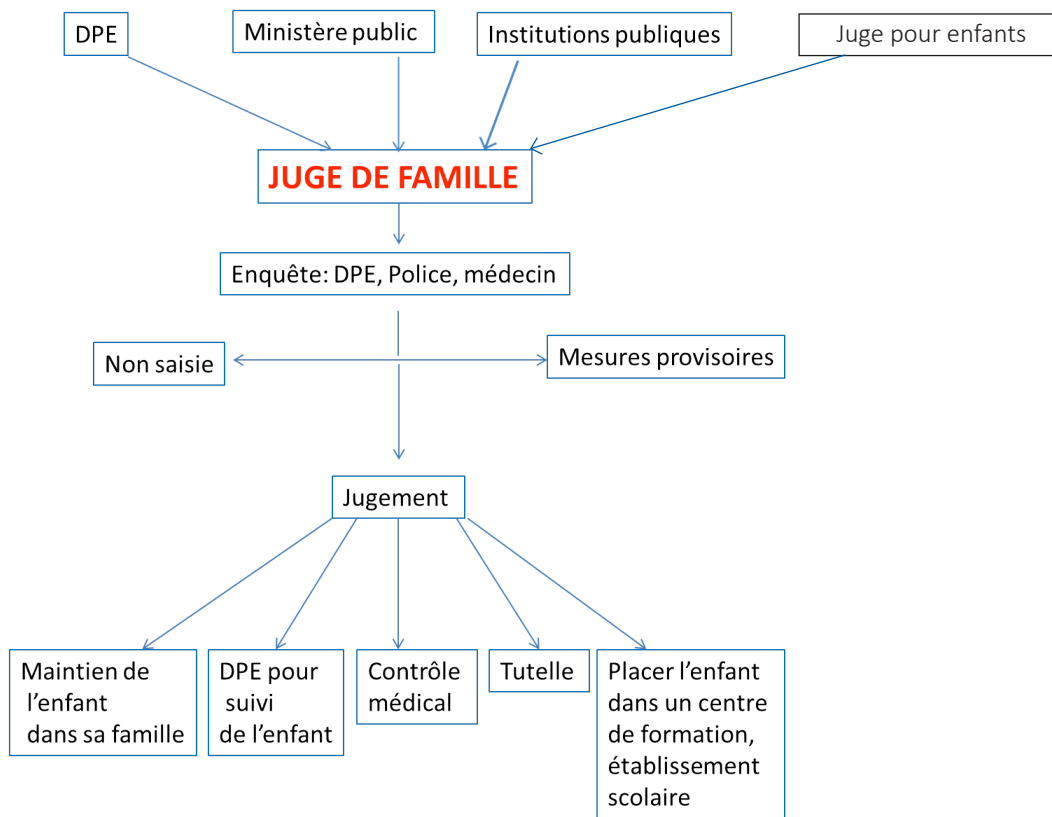 DPE
Ministère public
Institutions publiques
Juge pour enfants
JUGE DE FAMILLE
Enquête: DPE, Police, médecin
Non saisie
Mesures provisoires
Jugement
Maintien de
l’enfant
dans sa famille
DPE pour
suivi
de l’enfant
Contrôle
médical
Tutelle
Placer l’enfant
dans un centre
de formation,
établissement
scolaire